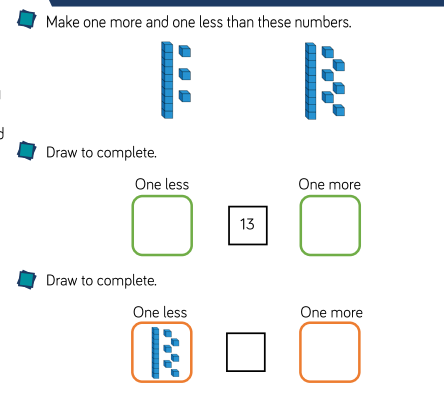 Make one more and one less than these numbers.
Draw to complete.
One less One more
13
Draw to complete.
One less One more